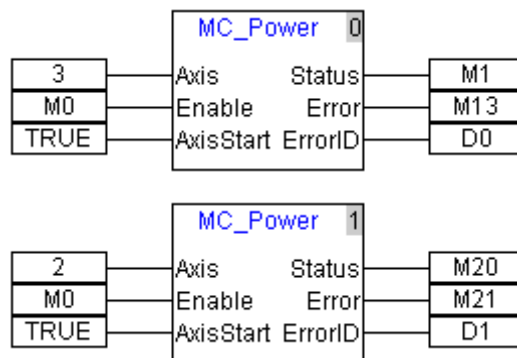 MC_Power 0
3 Axis Status M1
M0 Enable Error M13
TRUE AxisStart ErrorID D0
MC_Power 1
2 Axis Status M20
M0 Enable Error M21
TRUE AxisStart ErrorID D1